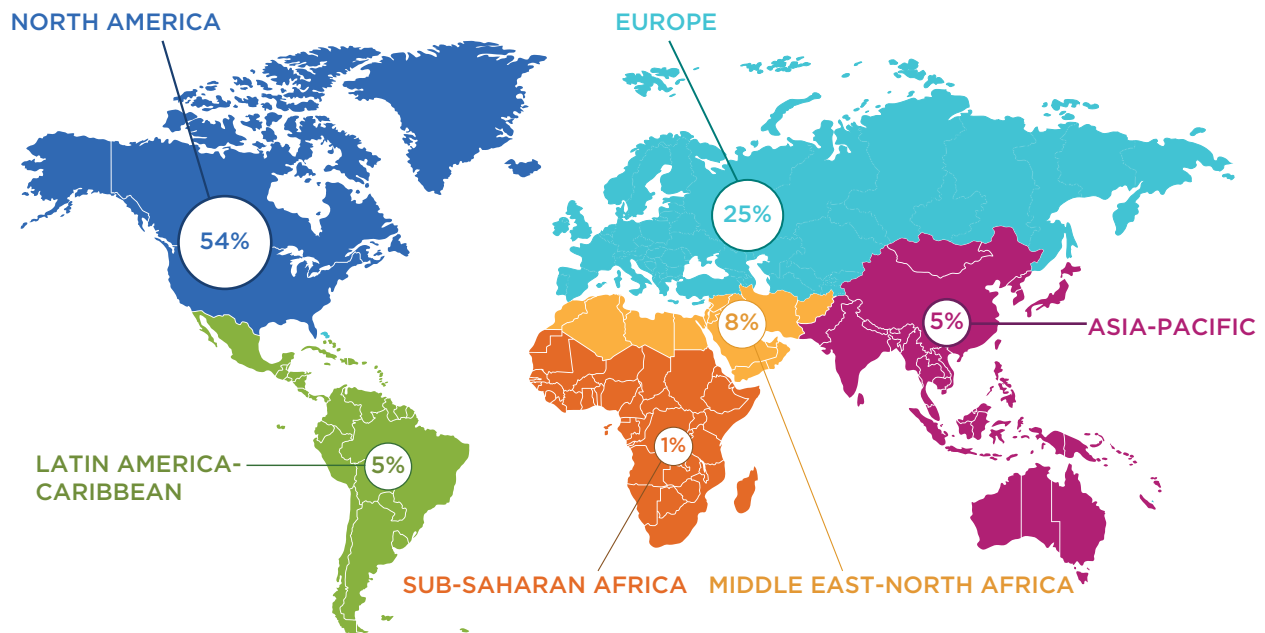 NORTH AMERICA
EUROPE
54%
25%
8%
5%
ASIA-PACIFIC
LATIN AMERICA-
CARIBBEAN
5%
1%
SUB-SAHARAN AFRICA
MIDDLE EAST-NORTH AFRICA